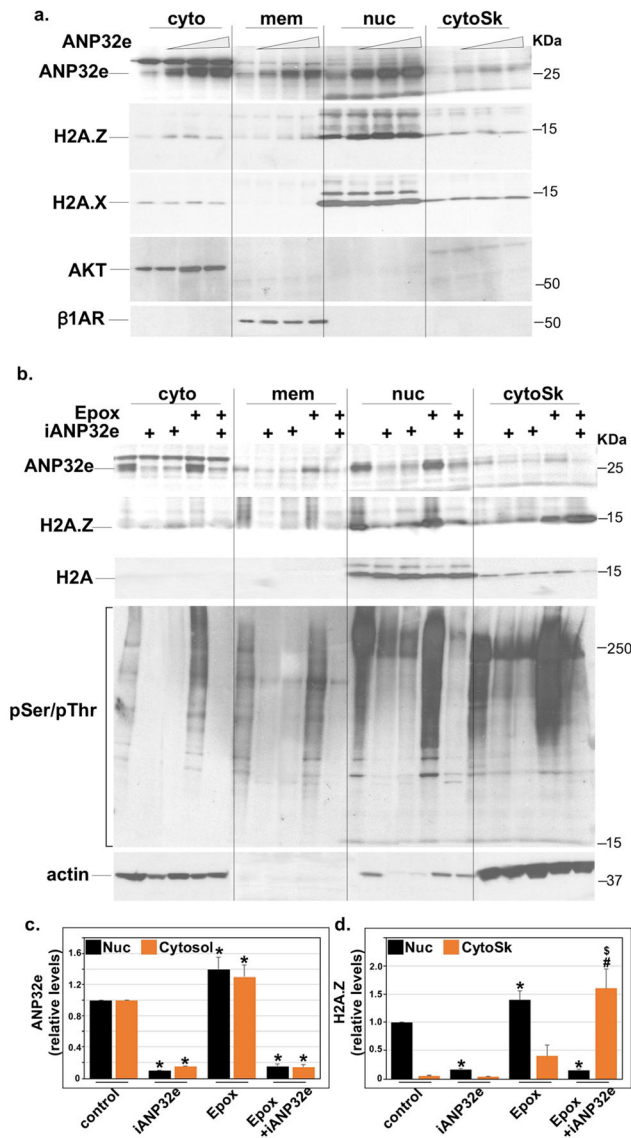 a.
cyto mem nuc cytoSk
ANP32e KDa
ANP32e –25
H2A.Z –15
H2A.X –15
AKT –50
β1AR –50
b.
cyto mem nuc cytoSk
Epox + + + + + + + +
iANP32e + + + + + + + + + + + + KDa
ANP32e –25
H2A.Z –15
H2A –15
pSer/pThr –250
–15
actin –37
c. d.
Nuc Cytosol
ANP32e
(relative levels)
1.6
1.2
0.8
0.4
0
* * * * * *
control iANP32e Epox Epox
+iANP32e
Nuc CytoSk
H2A.Z
(relative levels)
2.0
1.5
1.0
0.5
0
* * * $
#
control iANP32e Epox Epox
+iANP32e